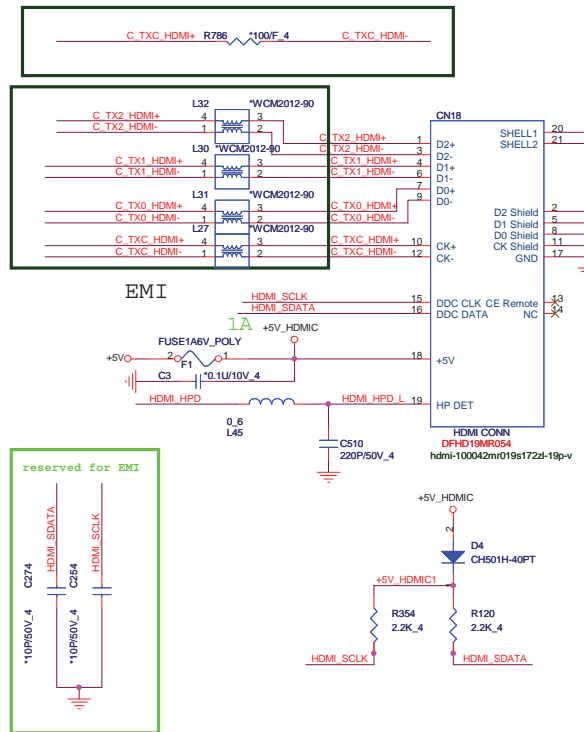 C_TXC_HDMI+ R786 *100/F_4 C_TXC_HDMI-
L32 *WCM2012-90
C_TX2_HDMI+ 4 3
C_TX2_HDMI- 1 2
L30 *WCM2012-90
C_TX1_HDMI+ 4 3 C_TX1_HDMI+
C_TX1_HDMI- 1 2 C_TX1_HDMI-
L31 *WCM2012-90
C_TX0_HDMI+ 4 3 C_TX0_HDMI+
C_TX0_HDMI- 1 2 C_TX0_HDMI-
L27 *WCM2012-90
C_TXC_HDMI+ 4 3 C_TXC_HDMI+
C_TXC_HDMI- 1 2 C_TXC_HDMI-
EMI
CN18
C_TX2_HDMI+ 1 D2+
C_TX2_HDMI- 3 D2-
4 D1+
6 D1-
7 D0+
9 D0-
10 CK+
12 CK-
SHELL1 20
SHELL2 21
D2 Shield 2
D1 Shield 5
D0 Shield 8
CK Shield 11
GND 17
HDMI_SCLK 15 DDC CLK CE Remote 13
HDMI_SDATA 16 DDC DATA NC 14
1A +5V_HDMIC
FUSE1A6V_POLY
+5V 2 F1 1 18 +5V
C3 *0.1U/10V_4
HDMI_HPD HDMI_HPD_L 19 HP DET
0_6
L45
C510
220P/50V_4
HDMI CONN
DFHD19MR054
hdmi-100042mr019s172zl-19p-v
reserved for EMI
HDMI_SDATA
HDMI_SCLK
C274
C254
*10P/50V_4
*10P/50V_4
+5V_HDMIC
2
D4
CH501H-40PT
+5V_HDMIC1
R354
2.2K_4
R120
2.2K_4
HDMI_SCLK
HDMI_SDATA